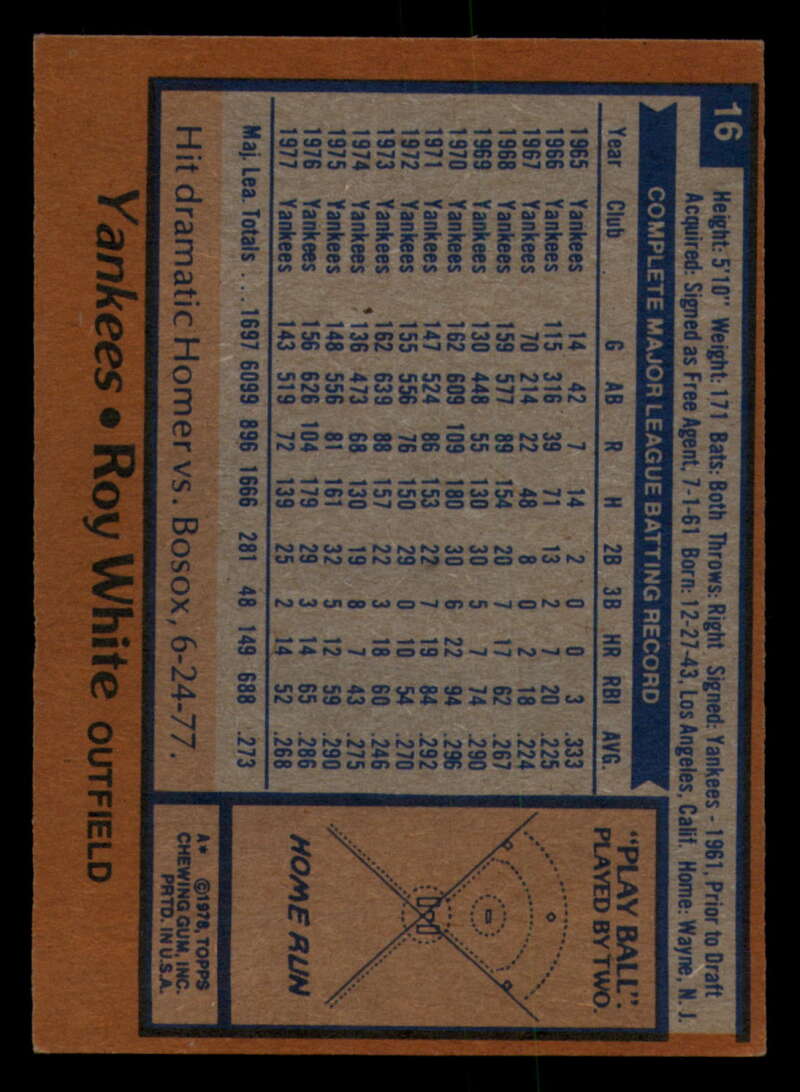 16
Height: 5'10" Weight: 171 Bats: Both Throws: Right Signed: Yankees - 1961, Prior to Draft
Acquired: Signed as Free Agent, 7-1-61 Born: 12-27-43, Los Angeles, Calif. Home: Wayne, N. J.
COMPLETE MAJOR LEAGUE BATTING RECORD
Year Club G AB R H 2B 3B HR RBI AVG.
1965 Yankees 14 42 7 14 2 0 0 3 .333
1966 Yankees 115 316 39 71 13 2 7 20 .225
1967 Yankees 70 214 22 48 8 0 2 18 .224
1968 Yankees 159 577 89 154 20 7 17 62 .267
1969 Yankees 130 448 55 130 30 5 7 74 .290
1970 Yankees 162 609 109 180 30 6 22 94 .296
1971 Yankees 147 524 86 153 22 7 19 84 .292
1972 Yankees 155 556 76 150 29 0 10 54 .270
1973 Yankees 162 639 88 157 22 3 18 60 .246
1974 Yankees 136 473 68 130 19 8 7 43 .275
1975 Yankees 148 556 81 161 32 5 12 59 .290
1976 Yankees 156 626 104 179 29 3 14 65 .286
1977 Yankees 143 519 72 139 25 2 14 52 .268
Maj. Lea. Totals ... 1697 6099 896 1666 281 48 149 688 .273
Hit dramatic Homer vs. Bosox, 6-24-77.
"PLAY BALL":
PLAYED BY TWO.
HOME RUN
A* ©1978, TOPPS
CHEWING GUM, INC.
PRTD. IN U.S.A.
Yankees • Roy White OUTFIELD